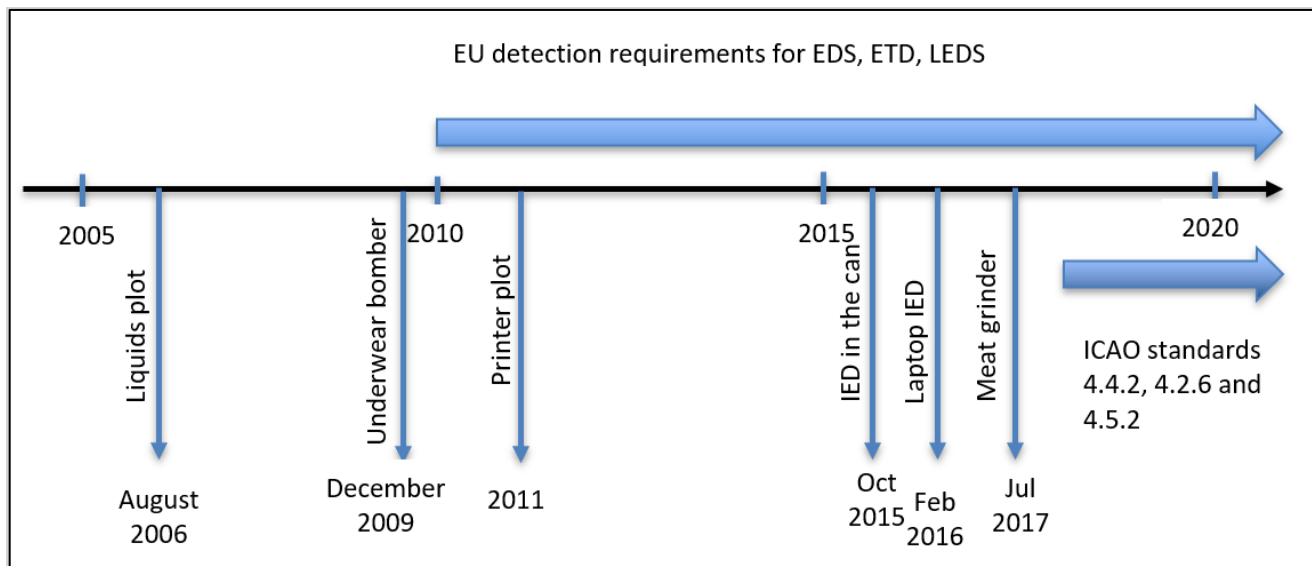 EU detection requirements for EDS, ETD, LEDS
2005
2010
2015
2020
Liquids plot
Underwear bomber
Printer plot
IED in the can
Laptop IED
Meat grinder
ICAO standards
4.4.2, 4.2.6 and
4.5.2
August
2006
December
2009
2011
Oct
2015
Feb
2016
Jul
2017